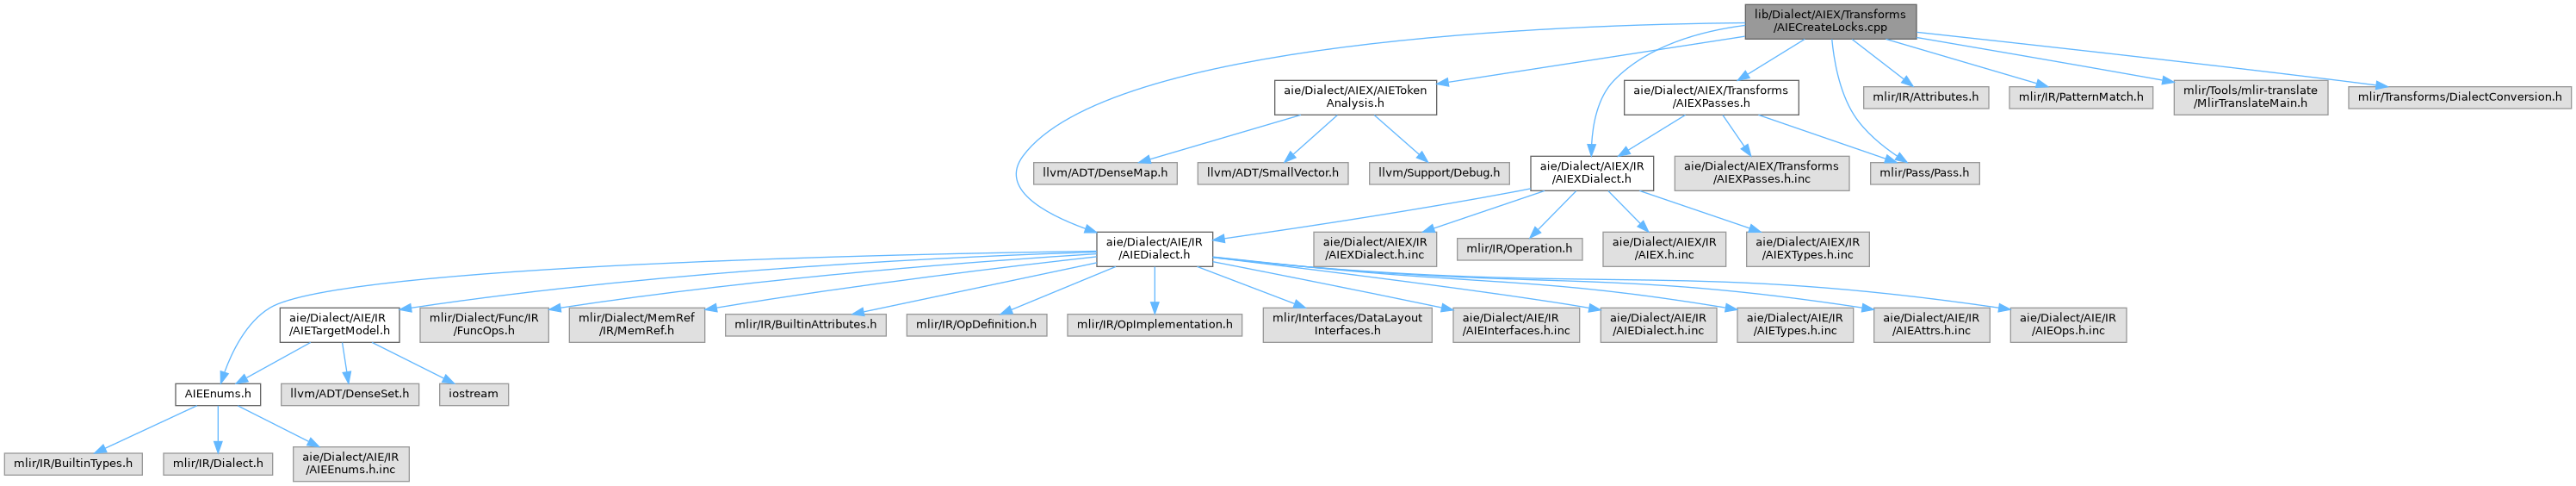 lib/Dialect/AIEX/Transforms
/AIECreateLocks.cpp
aie/Dialect/AIEX/AIEToken
Analysis.h
aie/Dialect/AIEX/Transforms
/AIEXPasses.h
mlir/IR/Attributes.h
mlir/IR/PatternMatch.h
mlir/Tools/mlir-translate
/MlirTranslateMain.h
mlir/Transforms/DialectConversion.h
llvm/ADT/DenseMap.h
llvm/ADT/SmallVector.h
llvm/Support/Debug.h
aie/Dialect/AIEX/IR
/AIEXDialect.h
aie/Dialect/AIEX/Transforms
/AIEXPasses.h.inc
mlir/Pass/Pass.h
aie/Dialect/AIE/IR
/AIEDialect.h
aie/Dialect/AIEX/IR
/AIEXDialect.h.inc
mlir/IR/Operation.h
aie/Dialect/AIEX/IR
/AIEX.h.inc
aie/Dialect/AIEX/IR
/AIEXTypes.h.inc
aie/Dialect/AIE/IR
/AIETargetModel.h
mlir/Dialect/Func/IR
/FuncOps.h
mlir/Dialect/MemRef
/IR/MemRef.h
mlir/IR/BuiltinAttributes.h
mlir/IR/OpDefinition.h
mlir/IR/OpImplementation.h
mlir/Interfaces/DataLayout
Interfaces.h
aie/Dialect/AIE/IR
/AIEInterfaces.h.inc
aie/Dialect/AIE/IR
/AIEDialect.h.inc
aie/Dialect/AIE/IR
/AIETypes.h.inc
aie/Dialect/AIE/IR
/AIEAttrs.h.inc
aie/Dialect/AIE/IR
/AIEOps.h.inc
AIEEnums.h
llvm/ADT/DenseSet.h
iostream
mlir/IR/BuiltinTypes.h
mlir/IR/Dialect.h
aie/Dialect/AIE/IR
/AIEEnums.h.inc